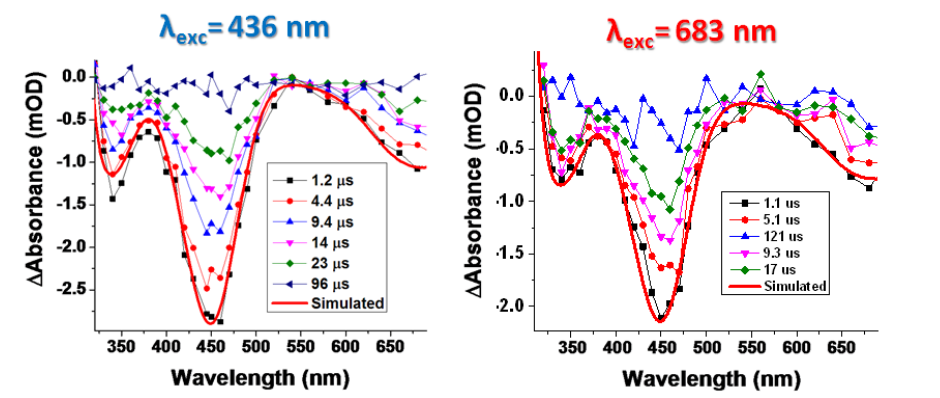 λexc= 436 nm
λexc= 683 nm
ΔAbsorbance (mOD)
0.0
-0.5
-1.0
-1.5
-2.0
-2.5
1.2 μs
4.4 μs
9.4 μs
14 μs
23 μs
96 μs
Simulated
350 400 450 500 550 600 650
Wavelength (nm)
ΔAbsorbance (mOD)
0.0
-0.5
-1.0
-1.5
-2.0
1.1 us
5.1 us
121 us
9.3 us
17 us
Simulated
350 400 450 500 550 600 650
Wavelength (nm)